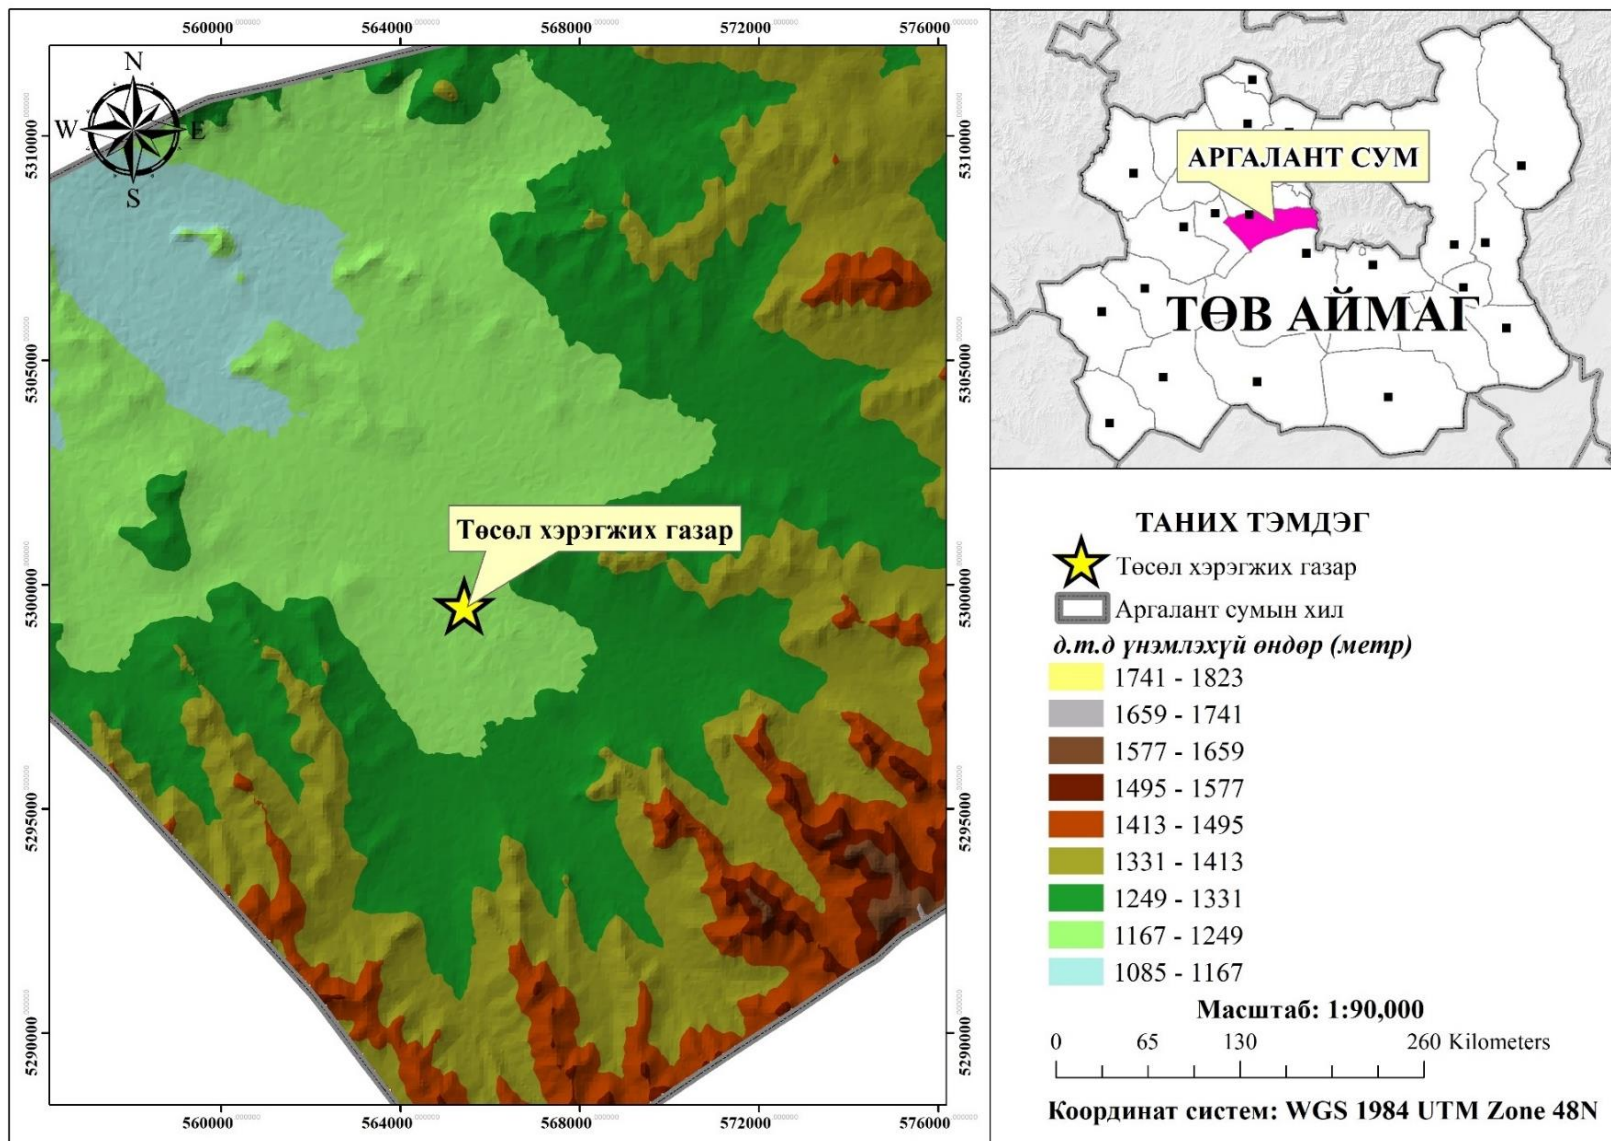 560000 564000 568000 572000 576000
N
W E
S
5310000 5310000
5305000 5305000
5300000 5300000
5295000 5295000
5290000 5290000
Төсөл хэрэгжих газар
560000 564000 568000 572000 576000
АРГАЛАНТ СУМ
ТӨВ АЙМАГ
ТАНИХ ТЭМДЭГ
Төсөл хэрэгжих газар
Аргалант сумын хил
д.т.д үнэмлэхүй өндөр (метр)
1741 - 1823
1659 - 1741
1577 - 1659
1495 - 1577
1413 - 1495
1331 - 1413
1249 - 1331
1167 - 1249
1085 - 1167
Масштаб: 1:90,000
0 65 130 260 Kilometers
Координат систем: WGS 1984 UTM Zone 48N